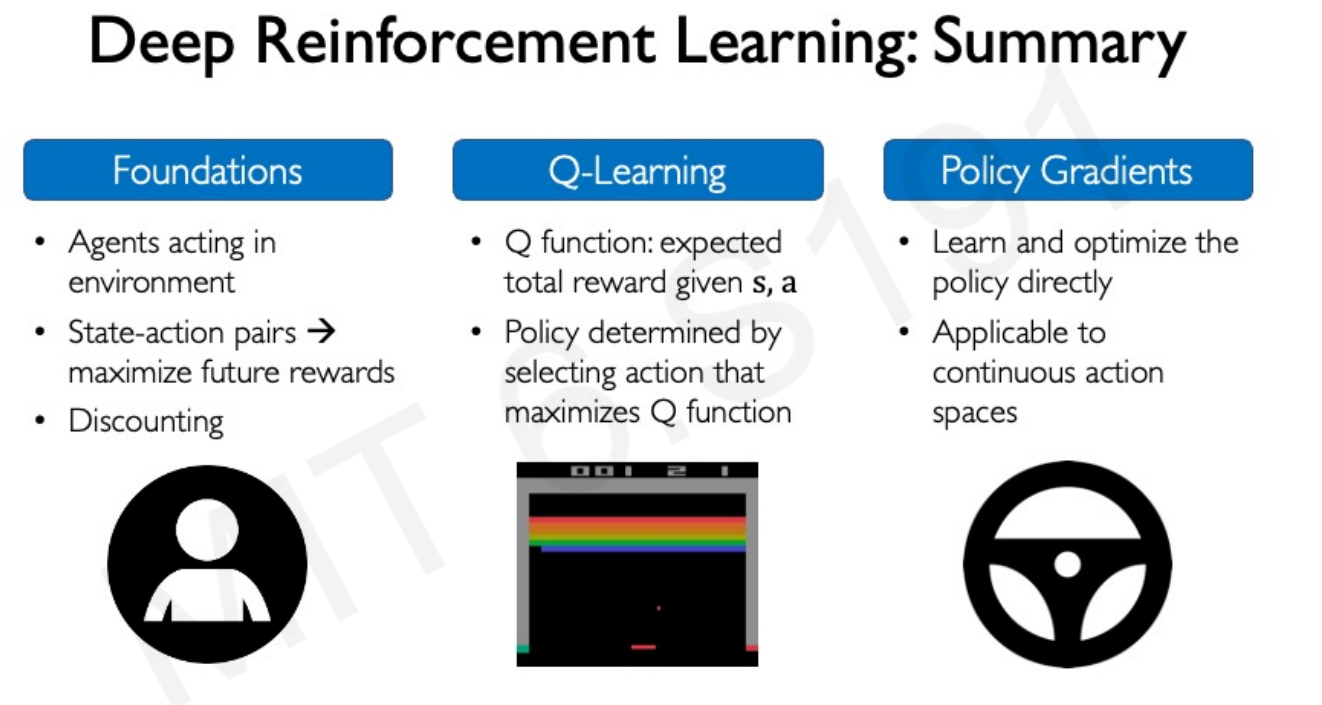 Deep Reinforcement Learning: Summary
Foundations
• Agents acting in
environment
• State-action pairs →
maximize future rewards
• Discounting
Q-Learning
• Q function: expected
total reward given s, a
• Policy determined by
selecting action that
maximizes Q function
001 2 1
Policy Gradients
• Learn and optimize the
policy directly
• Applicable to
continuous action
spaces
MIT 6.S191